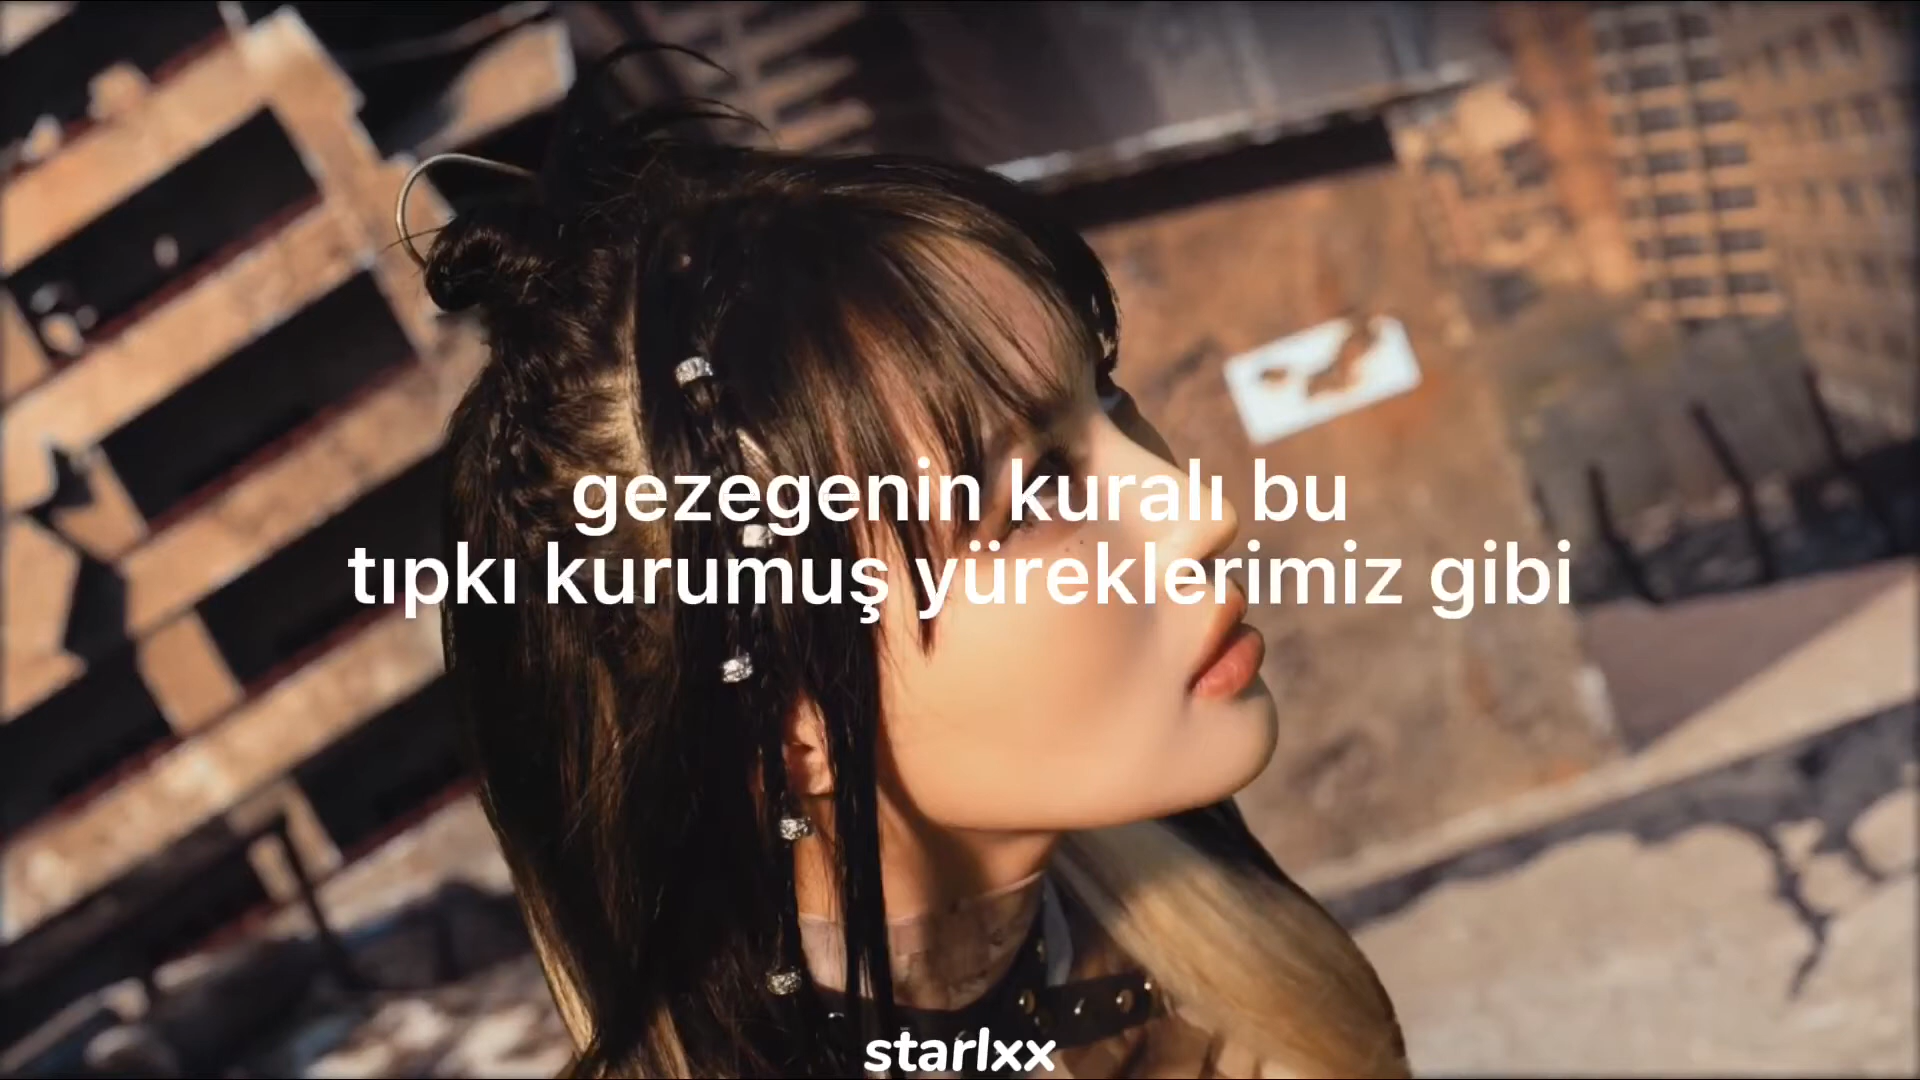 gezegenin kuralı bu
tıpkı kurumuş yüreklerimiz gibi
starlxx